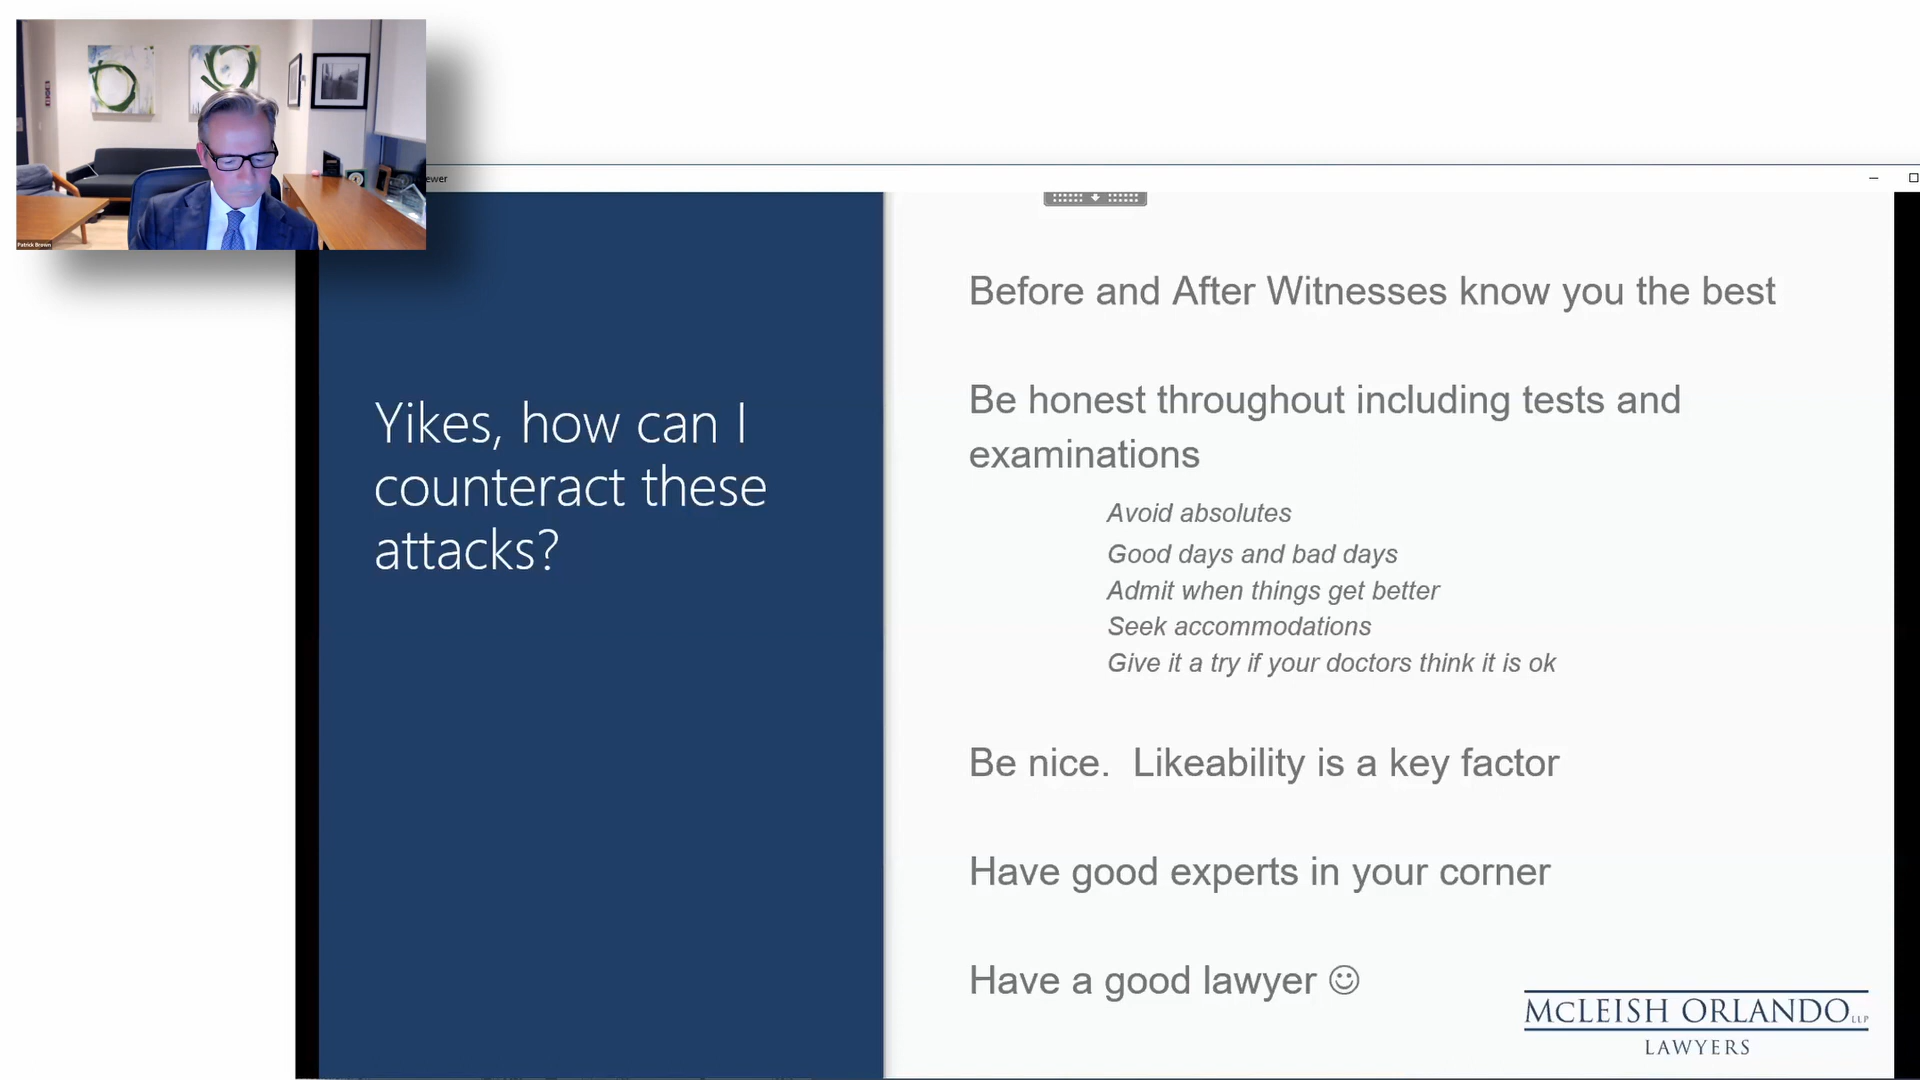 Patrick Brown
ewer
Yikes, how can I
counteract these
attacks?
Before and After Witnesses know you the best
Be honest throughout including tests and
examinations
Avoid absolutes
Good days and bad days
Admit when things get better
Seek accommodations
Give it a try if your doctors think it is ok
Be nice.  Likeability is a key factor
Have good experts in your corner
Have a good lawyer ☺
McLEISH ORLANDO LLP
LAWYERS